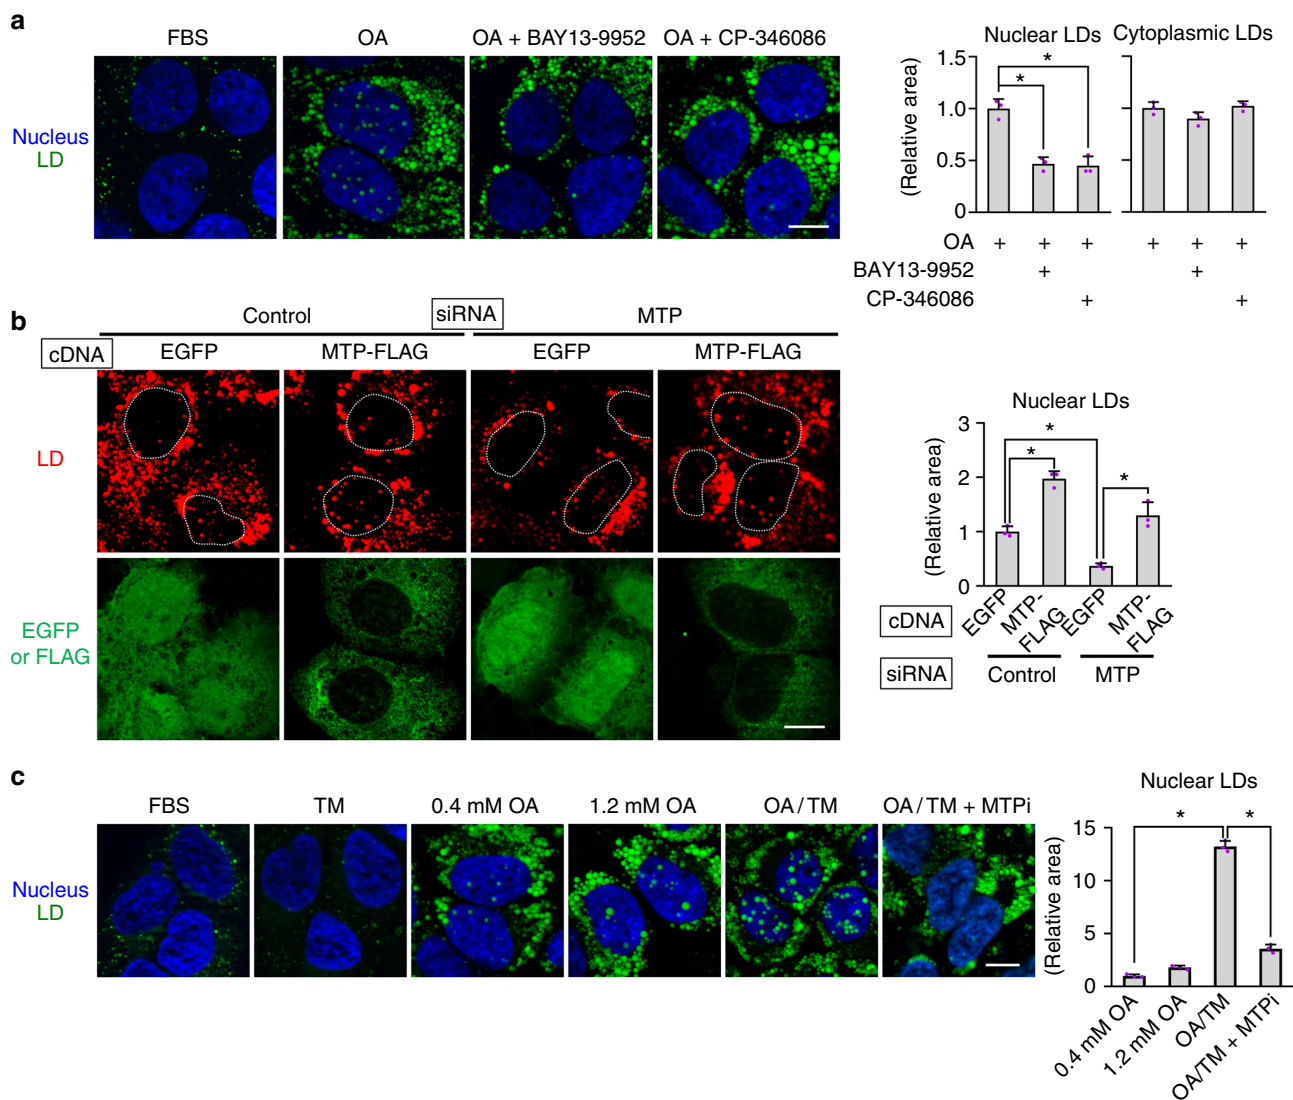 a
FBS
OA
OA + BAY13-9952
OA + CP-346086
Nucleus
LD
Nuclear LDs
Cytoplasmic LDs
(Relative area)
1.5
1.0
0.5
0
*
*
OA + + + + + +
BAY13-9952 + +
CP-346086 + +
b
Control
siRNA
MTP
cDNA
EGFP
MTP-FLAG
EGFP
MTP-FLAG
LD
EGFP
or FLAG
Nuclear LDs
(Relative area)
3
2
1
0
*
*
*
cDNA
EGFP
MTP-
FLAG
EGFP
MTP-
FLAG
siRNA
Control
MTP
c
FBS
TM
0.4 mM OA
1.2 mM OA
OA/TM
OA/TM + MTPi
Nucleus
LD
Nuclear LDs
(Relative area)
15
10
5
0
*
*
0.4 mM OA
1.2 mM OA
OA/TM
OA/TM + MTPi